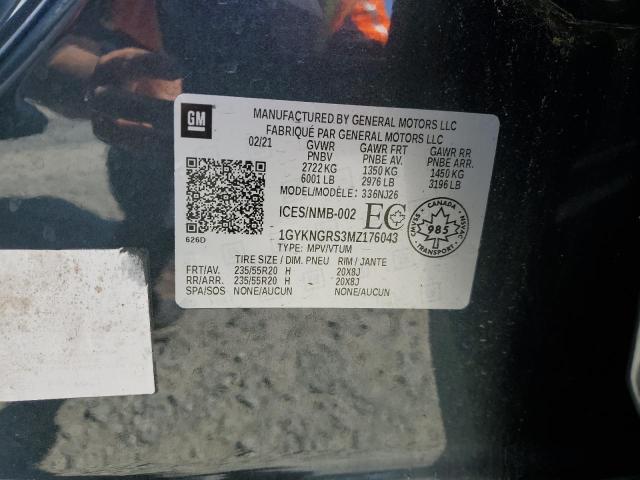 GM
MANUFACTURED BY GENERAL MOTORS LLC
FABRIQUÉ PAR GENERAL MOTORS LLC
02/21 GVWR GAWR FRT GAWR RR
PNBV PNBE AV. PNBE ARR.
2722 KG 1350 KG 1450 KG
6001 LB 2976 LB 3196 LB
MODEL/MODÈLE: 336NJ26
ICES/NMB-002 EC
CANADA
985
CMVSS NSVAC
626D
1GYKNGRS3MZ176043
TYPE: MPV/VTUM
TIRE SIZE / DIM. PNEU RIM / JANTE
FRT/AV. 235/55R20 H 20X8J
RR/ARR. 235/55R20 H 20X8J
SPA/SOS NONE/AUCUN NONE/AUCUN